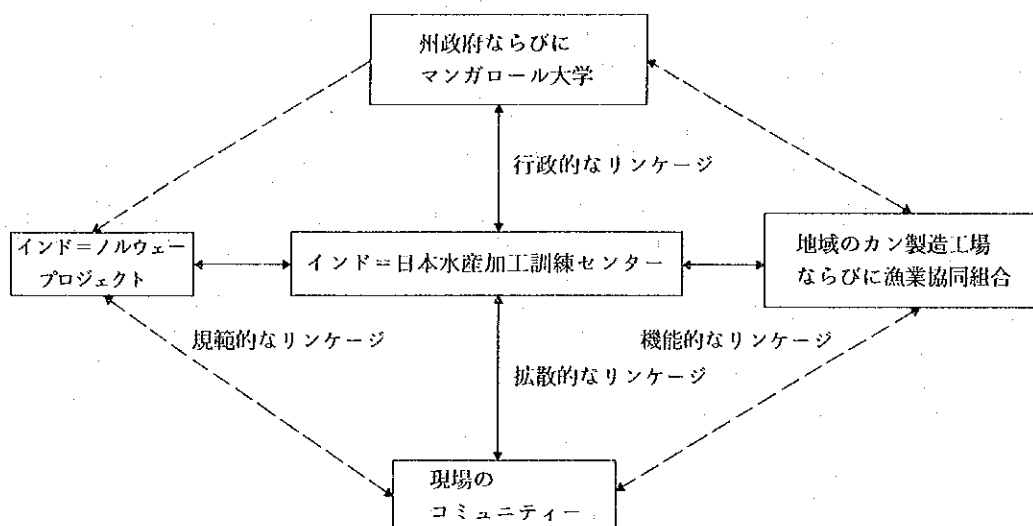 州政府ならびに
マンガロール大学
行政的なリンケージ
インド＝ノルウェー
プロジェクト
インド＝日本水産加工訓練センター
地域のカン製造工場
ならびに漁業協同組合
規範的なリンケージ
機能的なリンケージ
拡散的なリンケージ
現場の
コミュニティー